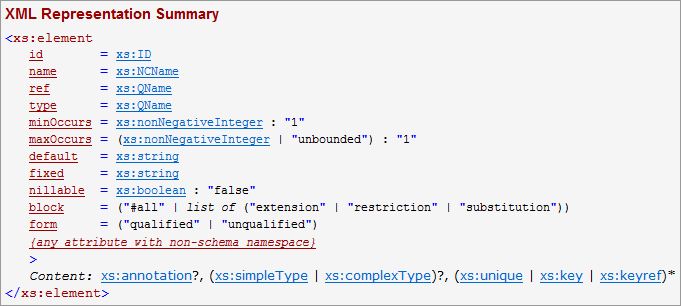 XML Representation Summary
<xs:element
id = xs:ID
name = xs:NCName
ref = xs:QName
type = xs:QName
minOccurs = xs:nonNegativeInteger : "1"
maxOccurs = (xs:nonNegativeInteger | "unbounded") : "1"
default = xs:string
fixed = xs:string
nillable = xs:boolean : "false"
block = ("#all" | list of ("extension" | "restriction" | "substitution"))
form = ("qualified" | "unqualified")
{any attribute with non-schema namespace}
>
Content: xs:annotation?, (xs:simpleType | xs:complexType)?, (xs:unique | xs:key | xs:keyref)*
</xs:element>